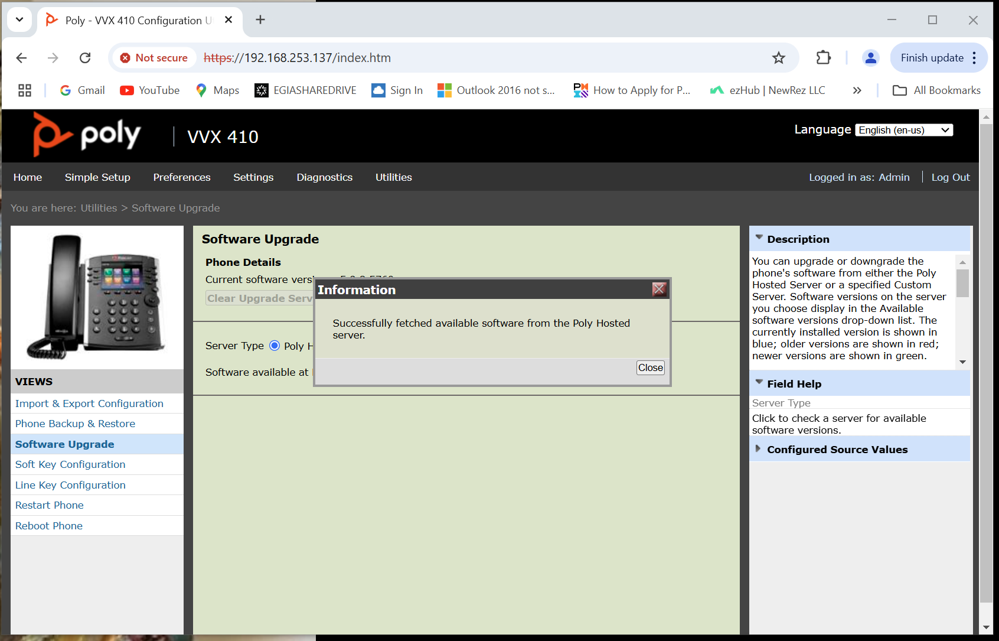 Poly - VVX 410 Configuration U
Not secure
https://192.168.253.137/index.htm
Finish update
Gmail
YouTube
Maps
EGIASHAREDRIVE
Sign In
Outlook 2016 not s...
How to Apply for P...
ezHub | NewRez LLC
All Bookmarks
poly
VVX 410
Language
English (en-us)
Home
Simple Setup
Preferences
Settings
Diagnostics
Utilities
Logged in as: Admin
Log Out
You are here: Utilities > Software Upgrade
VIEWS
Import & Export Configuration
Phone Backup & Restore
Software Upgrade
Soft Key Configuration
Line Key Configuration
Restart Phone
Reboot Phone
Software Upgrade
Phone Details
Current software vers
Clear Upgrade Serv
Server Type
Poly H
Software available at
Information
Successfully fetched available software from the Poly Hosted
server.
Close
Description
You can upgrade or downgrade the
phone's software from either the Poly
Hosted Server or a specified Custom
Server. Software versions on the server
you choose display in the Available
software versions drop-down list. The
currently installed version is shown in
blue; older versions are shown in red;
newer versions are shown in green.
Field Help
Server Type
Click to check a server for available
software versions.
Configured Source Values